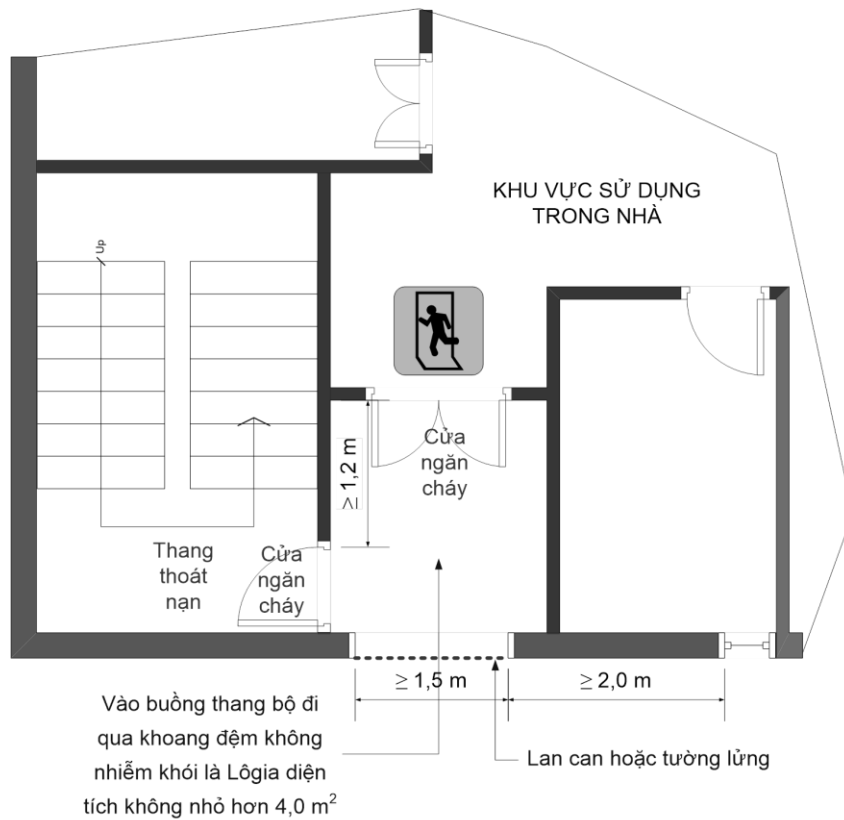 KHU VỰC SỬ DỤNG
TRONG NHÀ
Up
Cửa
ngăn
cháy
≥ 1,2 m
Thang
thoát
nạn
Cửa
ngăn
cháy
≥ 1,5 m
≥ 2,0 m
Vào buồng thang bộ đi
qua khoang đệm không
nhiễm khói là Lôgia diện
tích không nhỏ hơn 4,0 m²
Lan can hoặc tường lửng